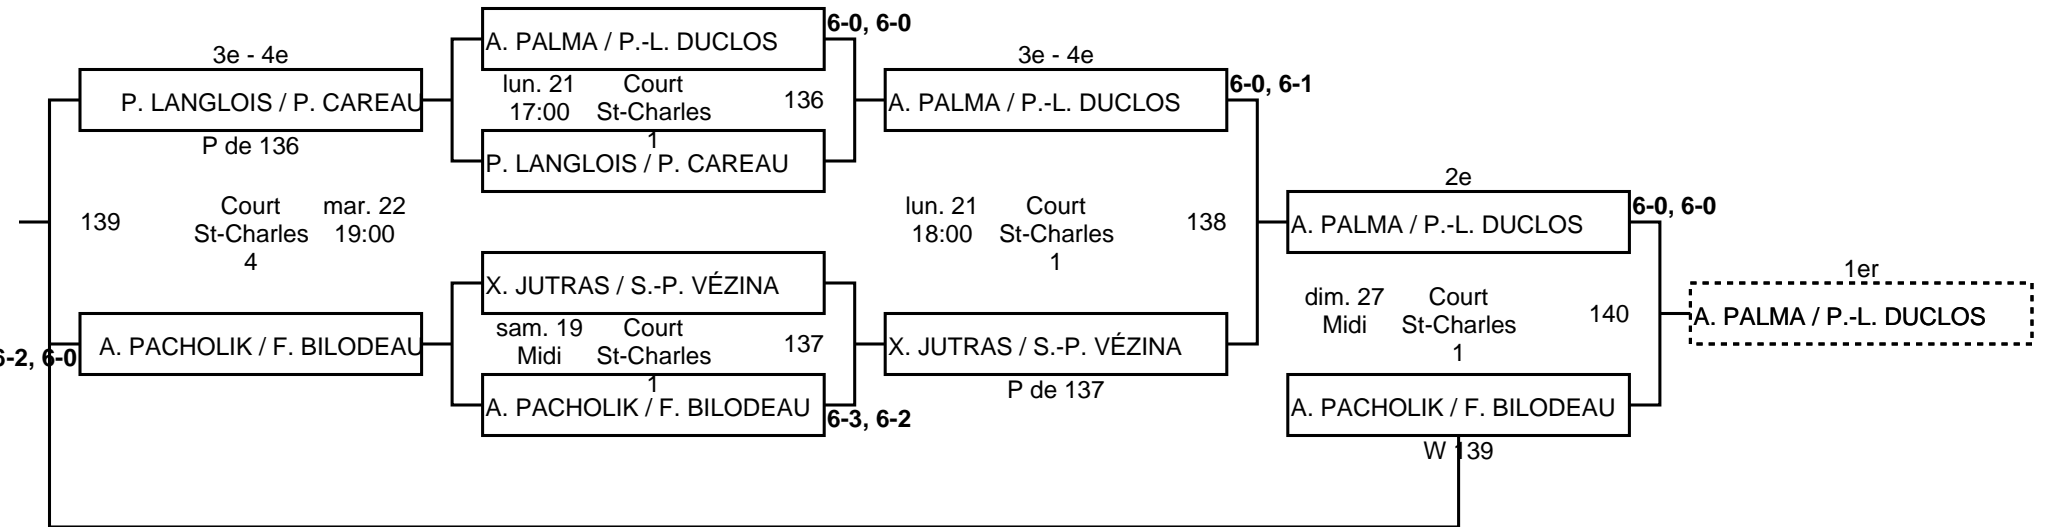 6-0, 6-0
A. PALMA / P.-L. DUCLOS
3e - 4e
3e - 4e
lun. 21 Court
17:00 St-Charles
1
136
6-0, 6-1
P. LANGLOIS / P. CAREAU
A. PALMA / P.-L. DUCLOS
P de 136
P. LANGLOIS / P. CAREAU
2e
139
Court mar. 22
St-Charles 19:00
4
lun. 21 Court
18:00 St-Charles
1
138
6-0, 6-0
A. PALMA / P.-L. DUCLOS
X. JUTRAS / S.-P. VÉZINA
1er
dim. 27 Court
Midi St-Charles
1
140
A. PALMA / P.-L. DUCLOS
sam. 19 Court
Midi St-Charles
1
137
A. PACHOLIK / F. BILODEAU
X. JUTRAS / S.-P. VÉZINA
6-2, 6-0
P de 137
A. PACHOLIK / F. BILODEAU
6-3, 6-2
A. PACHOLIK / F. BILODEAU
W 139